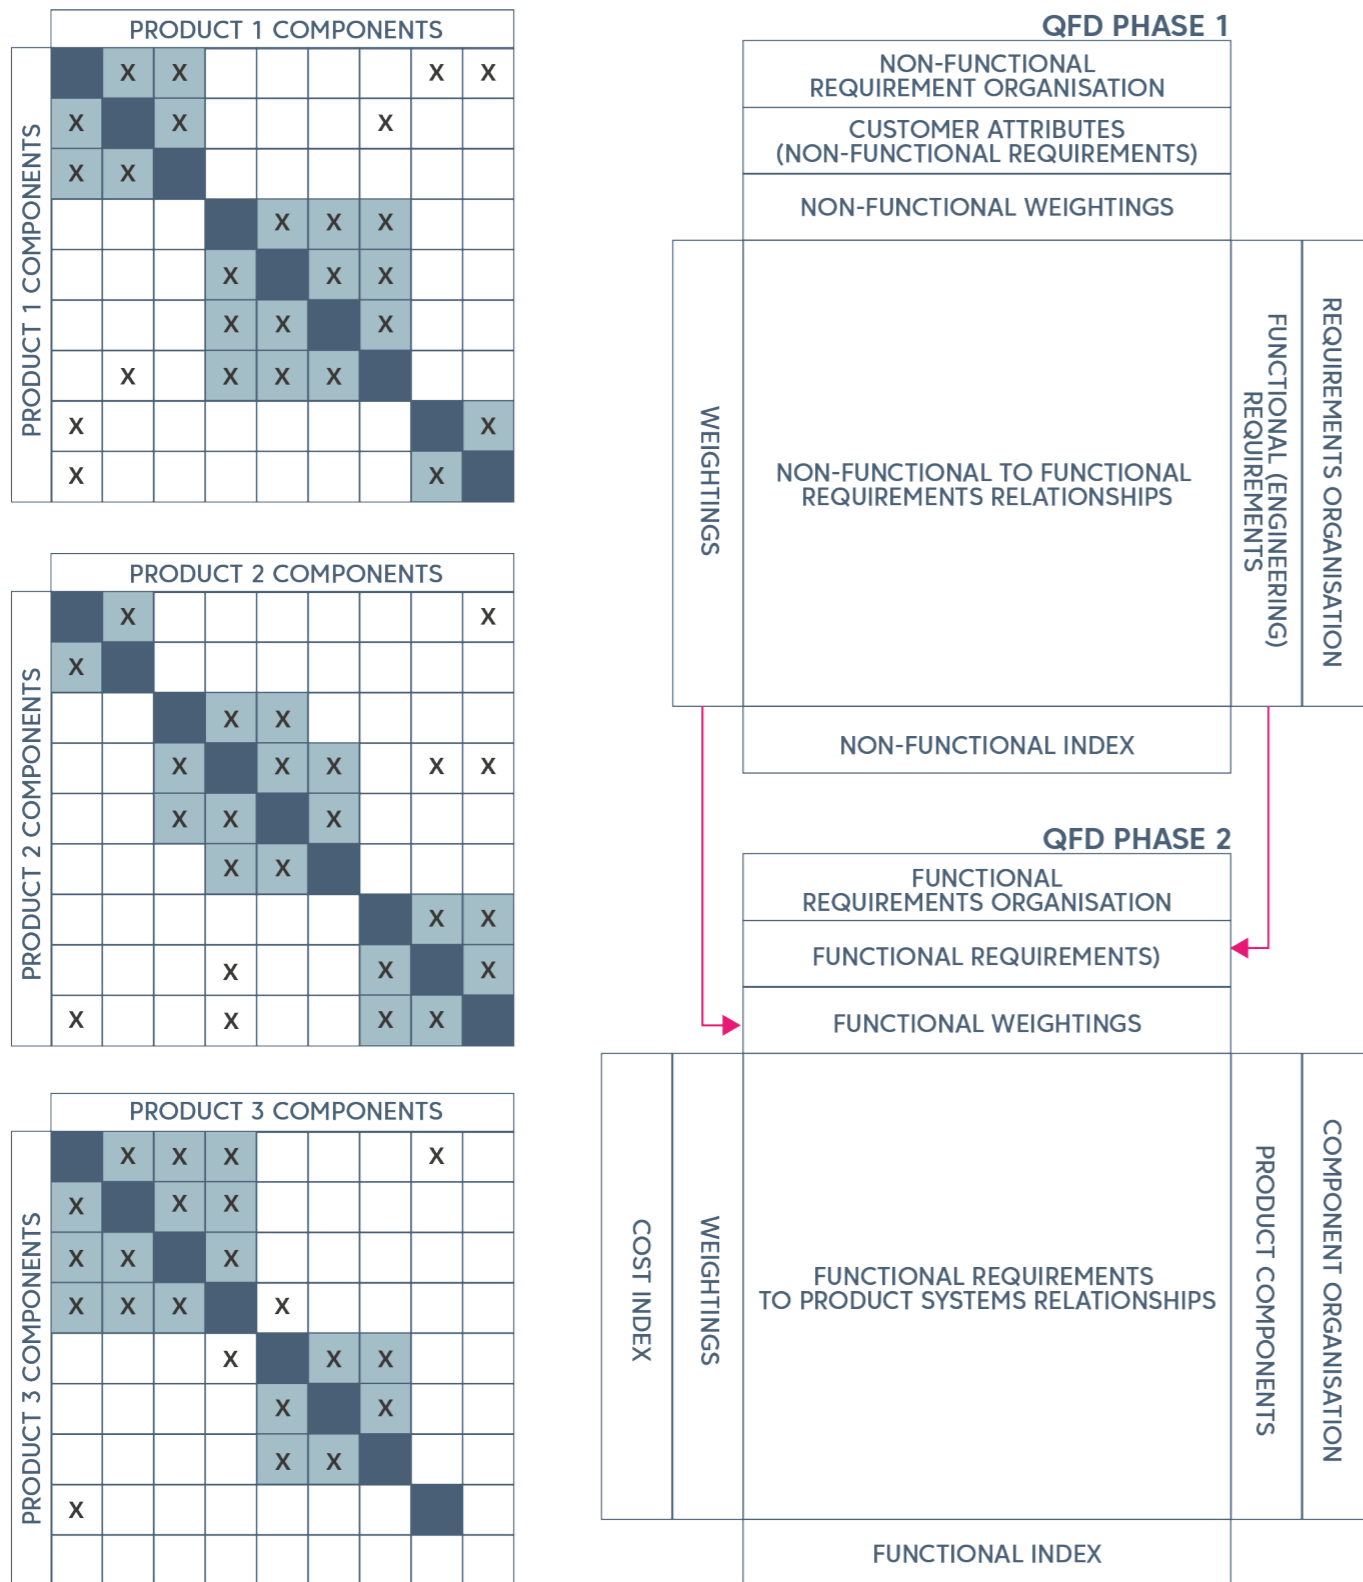 PRODUCT 1 COMPONENTS
PRODUCT 1 COMPONENTS
X X X X
X X X
X X
X X X
X X X
X X X
X X X X
X X
X X
PRODUCT 2 COMPONENTS
PRODUCT 2 COMPONENTS
X X
X
X X
X X X X X
X X X
X X
X X
X X X
X X X X
PRODUCT 3 COMPONENTS
PRODUCT 3 COMPONENTS
X X X X
X X X
X X X
X X X X
X X X
X X
X X
X
QFD PHASE 1
NON-FUNCTIONAL
REQUIREMENT ORGANISATION
CUSTOMER ATTRIBUTES
(NON-FUNCTIONAL REQUIREMENTS)
NON-FUNCTIONAL WEIGHTINGS
WEIGHTINGS
NON-FUNCTIONAL TO FUNCTIONAL
REQUIREMENTS RELATIONSHIPS
FUNCTIONAL (ENGINEERING)
REQUIREMENTS
REQUIREMENTS ORGANISATION
NON-FUNCTIONAL INDEX
QFD PHASE 2
FUNCTIONAL
REQUIREMENTS ORGANISATION
FUNCTIONAL REQUIREMENTS)
FUNCTIONAL WEIGHTINGS
COST INDEX
WEIGHTINGS
FUNCTIONAL REQUIREMENTS
TO PRODUCT SYSTEMS RELATIONSHIPS
PRODUCT COMPONENTS
COMPONENT ORGANISATION
FUNCTIONAL INDEX